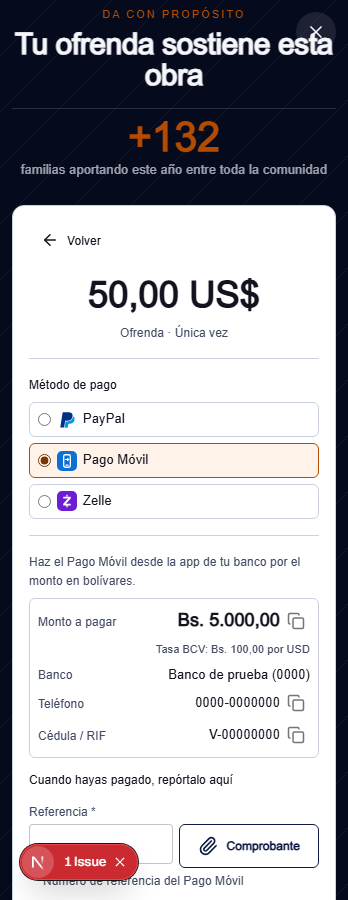 DA CON PROPÓSITO
Tu ofrenda sostiene esta
obra
+132
familias aportando este año entre toda la comunidad
Volver
50,00 US$
Ofrenda · Única vez
Método de pago
PayPal
Pago Móvil
Zelle
Haz el Pago Móvil desde la app de tu banco por el
monto en bolívares.
Monto a pagar Bs. 5.000,00
Tasa BCV: Bs. 100,00 por USD
Banco Banco de prueba (0000)
Teléfono 0000-0000000
Cédula / RIF V-00000000
Cuando hayas pagado, repórtalo aquí
Referencia *
Comprobante
N 1 Issue
Número de referencia del Pago Móvil